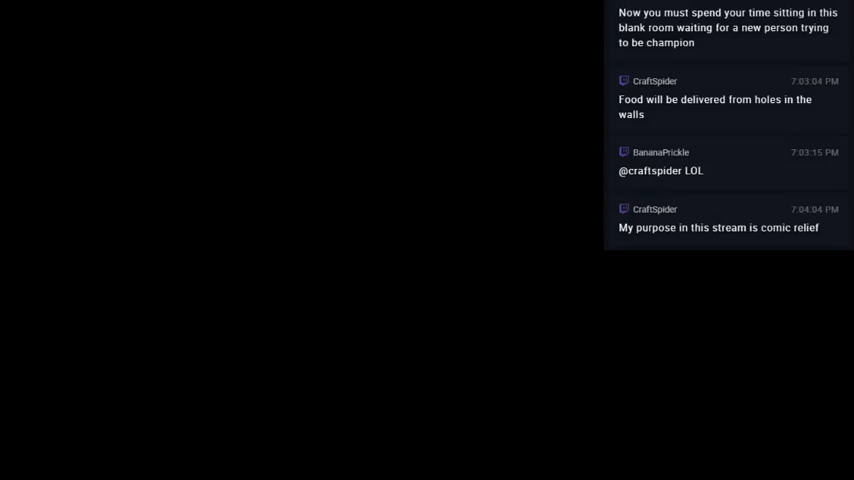 Now you must spend your time sitting in this
blank room waiting for a new person trying
to be champion
CraftSpider 7:03:04 PM
Food will be delivered from holes in the
walls
BananaPrickle 7:03:15 PM
@craftspider LOL
CraftSpider 7:04:04 PM
My purpose in this stream is comic relief